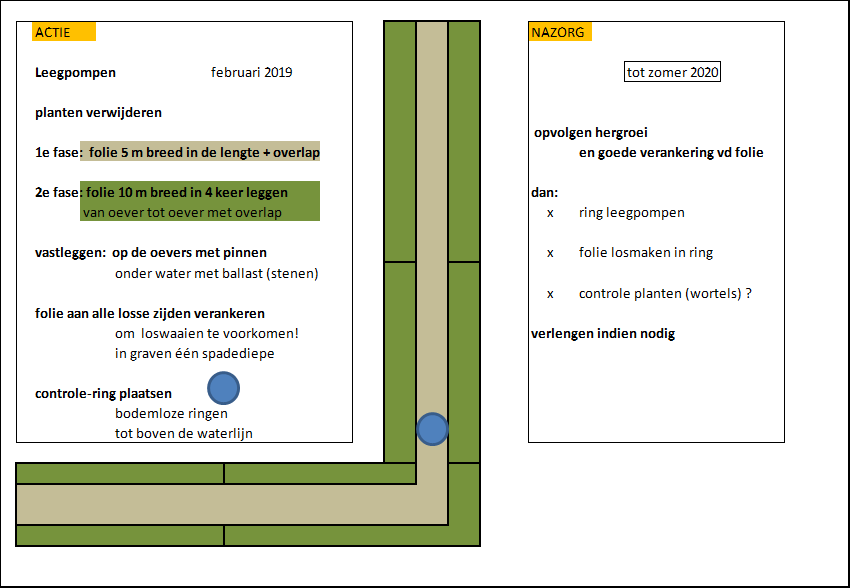 ACTIE
Leegpompen februari 2019
planten verwijderen
1e fase: folie 5 m breed in de lengte + overlap
2e fase: folie 10 m breed in 4 keer leggen
van oever tot oever met overlap
vastleggen: op de oevers met pinnen
onder water met ballast (stenen)
folie aan alle losse zijden verankeren
om loswaaien te voorkomen!
in graven één spadediepe
controle-ring plaatsen
bodemloze ringen
tot boven de waterlijn
NAZORG
tot zomer 2020
opvolgen hergroei
en goede verankering vd folie
dan:
x ring leegpompen
x folie losmaken in ring
x controle planten (wortels) ?
verlengen indien nodig